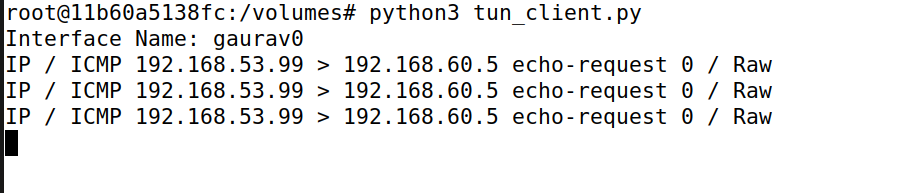 root@11b60a5138fc:/volumes# python3 tun_client.py
Interface Name: gaurav0
IP / ICMP 192.168.53.99 > 192.168.60.5 echo-request 0 / Raw
IP / ICMP 192.168.53.99 > 192.168.60.5 echo-request 0 / Raw
IP / ICMP 192.168.53.99 > 192.168.60.5 echo-request 0 / Raw